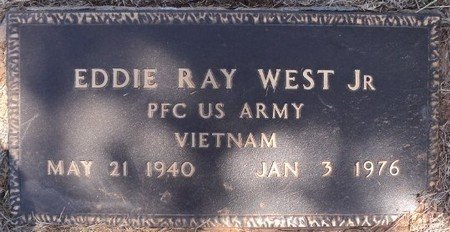 EDDIE RAY WEST JR
PFC US ARMY
VIETNAM
MAY 21 1940 JAN 3 1976